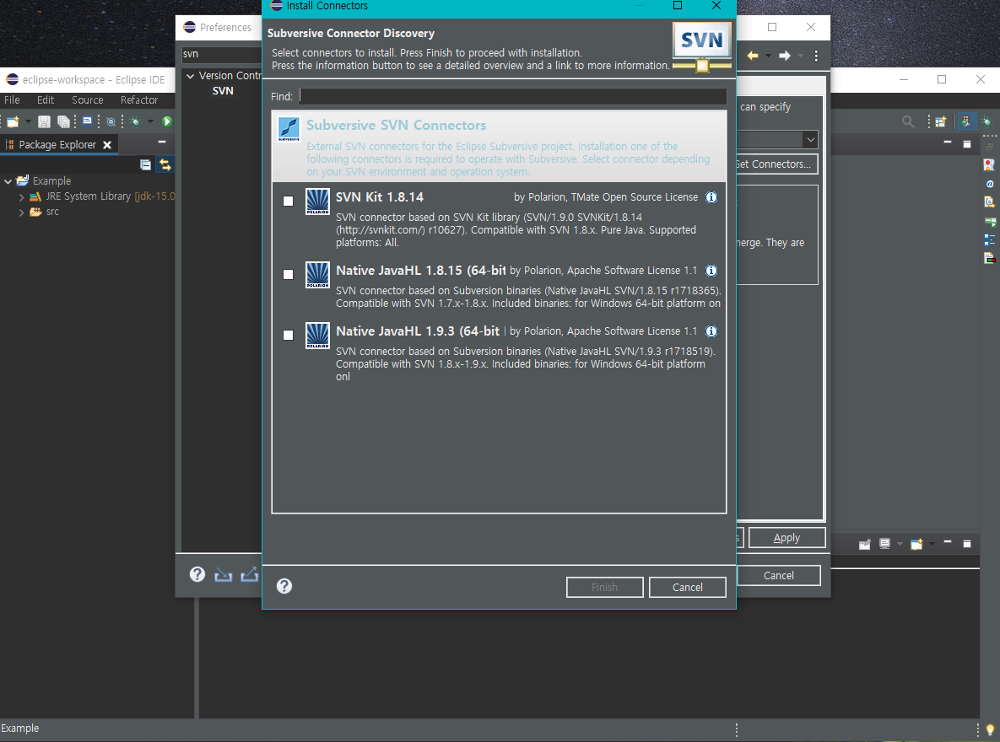 Install Connectors
Subversive Connector Discovery
Select connectors to install. Press Finish to proceed with installation.
Press the information button to see a detailed overview and a link to more information.
SVN
Find:
Subversive SVN Connectors
SUBVERSIVE
External SVN connectors for the Eclipse Subversive project. Installation one of the
following connectors is required to operate with Subversive. Select connector depending
on your SVN environment and operation system.
SVN Kit 1.8.14
by Polarion, TMate Open Source License
POLARION
SVN connector based on SVN Kit library (SVN/1.9.0 SVNKit/1.8.14
(http://svnkit.com/) r10627). Compatible with SVN 1.8.x. Pure Java. Supported
platforms: All.
Native JavaHL 1.8.15 (64-bit
by Polarion, Apache Software License 1.1
POLARION
SVN connector based on Subversion binaries (Native JavaHL SVN/1.8.15 r1718365).
Compatible with SVN 1.7.x-1.8.x. Included binaries: for Windows 64-bit platform on
Native JavaHL 1.9.3 (64-bit
by Polarion, Apache Software License 1.1
POLARION
SVN connector based on Subversion binaries (Native JavaHL SVN/1.9.3 r1718519).
Compatible with SVN 1.8.x-1.9.x. Included binaries: for Windows 64-bit platform
onl
Finish
Cancel
Preferences
svn
Version Contr
SVN
can specify
Get Connectors...
nerge. They are
s
Apply
Cancel
eclipse-workspace - Eclipse IDE
File Edit Source Refactor
Package Explorer
Example
JRE System Library [jdk-15.0
src
Example